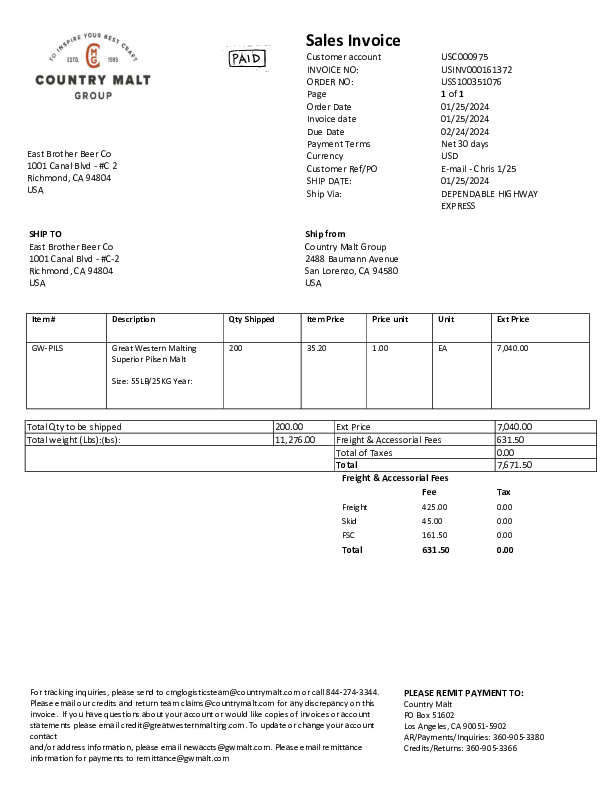 TO INSPIRE YOUR BEST CRAFT
ESTD. CMG 1995
COUNTRY MALT
GROUP
PAID
Sales Invoice
Customer account USC000975
INVOICE NO: USINV000161372
ORDER NO: USS100351076
Page 1 of 1
Order Date 01/25/2024
Invoice date 01/25/2024
Due Date 02/24/2024
Payment Terms Net 30 days
Currency USD
Customer Ref/PO E-mail - Chris 1/25
SHIP DATE: 01/25/2024
Ship Via: DEPENDABLE HIGHWAY
EXPRESS
East Brother Beer Co
1001 Canal Blvd - #C 2
Richmond, CA 94804
USA
SHIP TO
East Brother Beer Co
1001 Canal Blvd - #C-2
Richmond, CA 94804
USA
Ship from
Country Malt Group
2488 Baumann Avenue
San Lorenzo, CA 94580
USA
Item # Description Qty Shipped Item Price Price unit Unit Ext Price
GW-PILS Great Western Malting 200 35.20 1.00 EA 7,040.00
Superior Pilsen Malt
Size: 55LB/25KG Year:
Total Qty to be shipped 200.00 Ext Price 7,040.00
Total weight (Lbs):(lbs): 11,276.00 Freight & Accessorial Fees 631.50
Total of Taxes 0.00
Total 7,671.50
Freight & Accessorial Fees
Fee Tax
Freight 425.00 0.00
Skid 45.00 0.00
FSC 161.50 0.00
Total 631.50 0.00
For tracking inquiries, please send to cmglogisticsteam@countrymalt.com or call 844-274-3344.
Please email our credits and return team claims@countrymalt.com for any discrepancy on this
invoice. If you have questions about your account or would like copies of invoices or account
statements please email credit@greatwesternmalting.com. To update or change your account
contact
and/or address information, please email newaccts@gwmalt.com. Please email remittance
information for payments to remittance@gwmalt.com
PLEASE REMIT PAYMENT TO:
Country Malt
PO Box 51602
Los Angeles, CA 90051-5902
AR/Payments/Inquiries: 360-905-3380
Credits/Returns: 360-905-3366